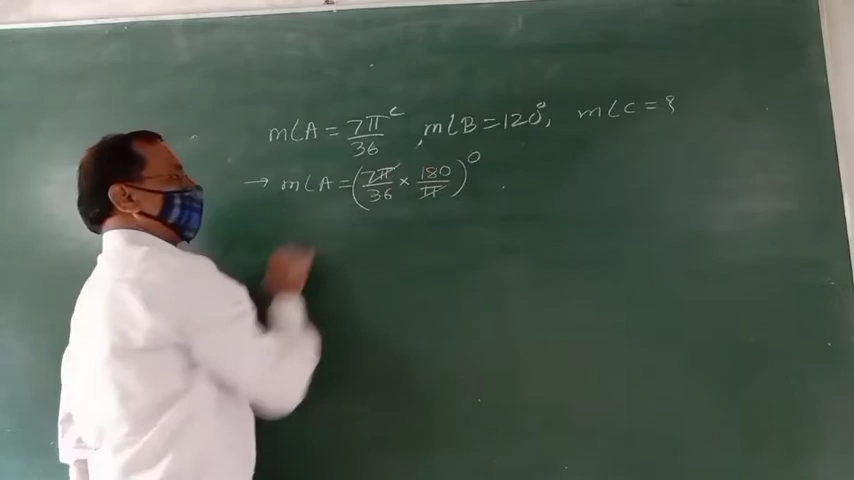 m∠A = 7π/36 ᶜ, m∠B = 120°, m∠C = ?
→ m∠A = (7π/36 × 180/π)°